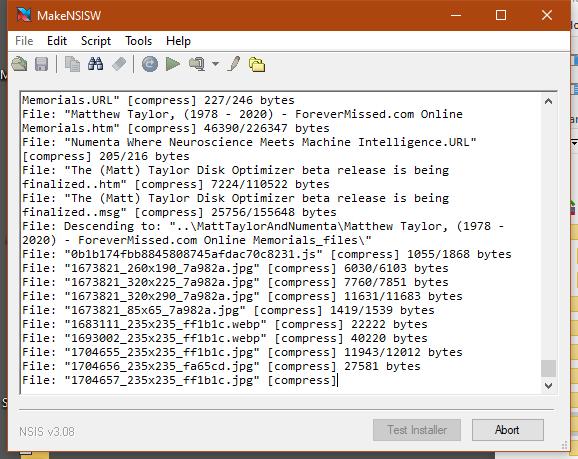 MakeNSISW
File Edit Script Tools Help
Memorials.URL" [compress] 227/246 bytes
File: "Matthew Taylor, (1978 - 2020) - ForeverMissed.com Online
Memorials.htm" [compress] 46390/226347 bytes
File: "Numenta Where Neuroscience Meets Machine Intelligence.URL"
[compress] 205/216 bytes
File: "The (Matt) Taylor Disk Optimizer beta release is being
finalized..htm" [compress] 7224/110522 bytes
File: "The (Matt) Taylor Disk Optimizer beta release is being
finalized..msg" [compress] 25756/155648 bytes
File: Descending to: "..\MattTaylorAndNumenta\Matthew Taylor, (1978 -
2020) - ForeverMissed.com Online Memorials_files\"
File: "0b1b174fbb8845808745afdac70c8231.js" [compress] 1055/1868 bytes
File: "1673821_260x190_7a982a.jpg" [compress] 6030/6103 bytes
File: "1673821_320x225_7a982a.jpg" [compress] 7760/7851 bytes
File: "1673821_320x290_7a982a.jpg" [compress] 11631/11683 bytes
File: "1673821_85x65_7a982a.jpg" [compress] 1419/1539 bytes
File: "1683111_235x235_ff1b1c.webp" [compress] 22222 bytes
File: "1693002_235x235_ff1b1c.webp" [compress] 40220 bytes
File: "1704655_235x235_ff1b1c.jpg" [compress] 11943/12012 bytes
File: "1704656_235x235_fa65cd.jpg" [compress] 27581 bytes
File: "1704657_235x235_ff1b1c.jpg" [compress]
NSIS v3.08
Test Installer
Abort